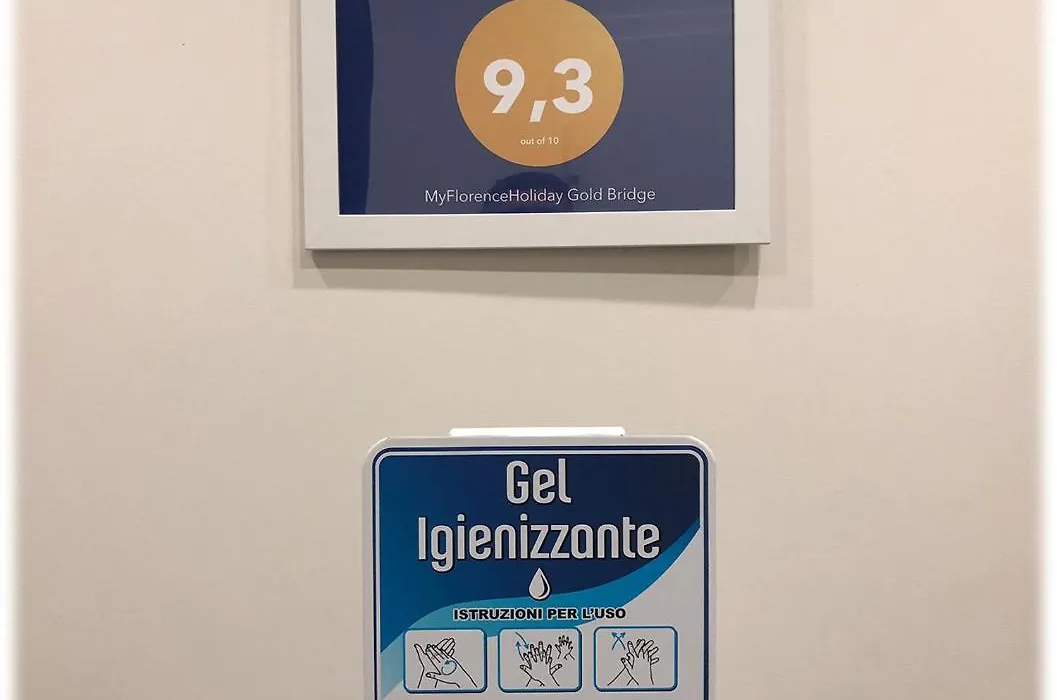 9,3
out of 10
MyFlorenceHoliday Gold Bridge
Gel
Igienizzante
ISTRUZIONI PER L'USO